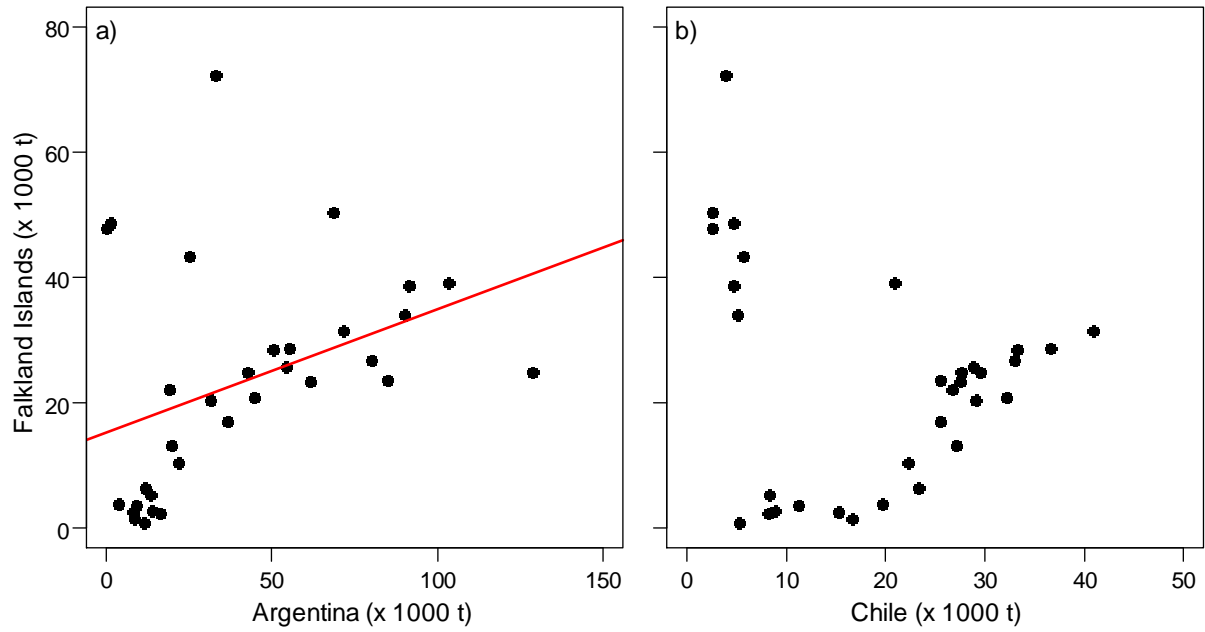 a)
b)
80
60
40
20
0
Falkland Islands (x 1000 t)
0 50 100 150
0 10 20 30 40 50
Argentina (x 1000 t)
Chile (x 1000 t)